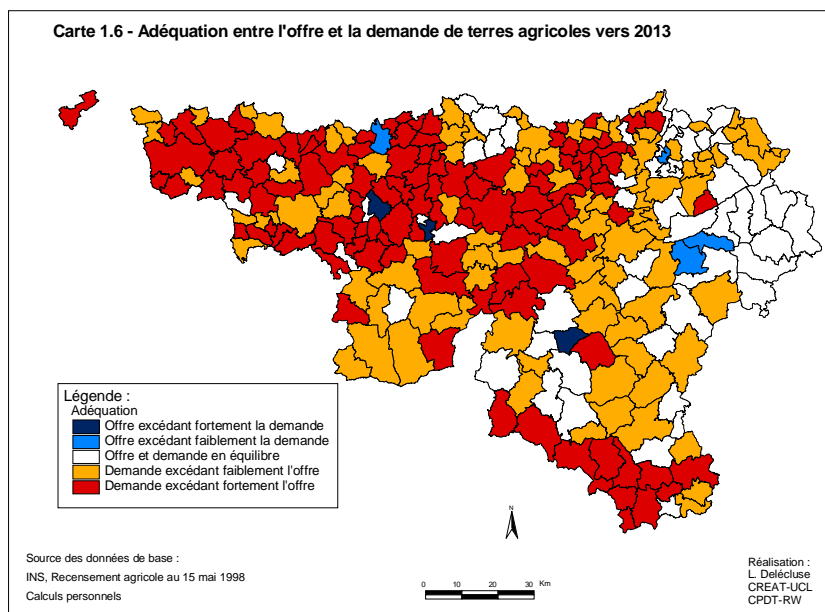 Carte 1.6 - Adéquation entre l'offre et la demande de terres agricoles vers 2013
Légende :
Adéquation
Offre excédant fortement la demande
Offre excédant faiblement la demande
Offre et demande en équilibre
Demande excédant faiblement l'offre
Demande excédant fortement l'offre
N
Source des données de base :
INS, Recensement agricole au 15 mai 1998
Calculs personnels
0 10 20 30 Km
Réalisation :
L. Delécluse
CREAT-UCL
CPDT-RW